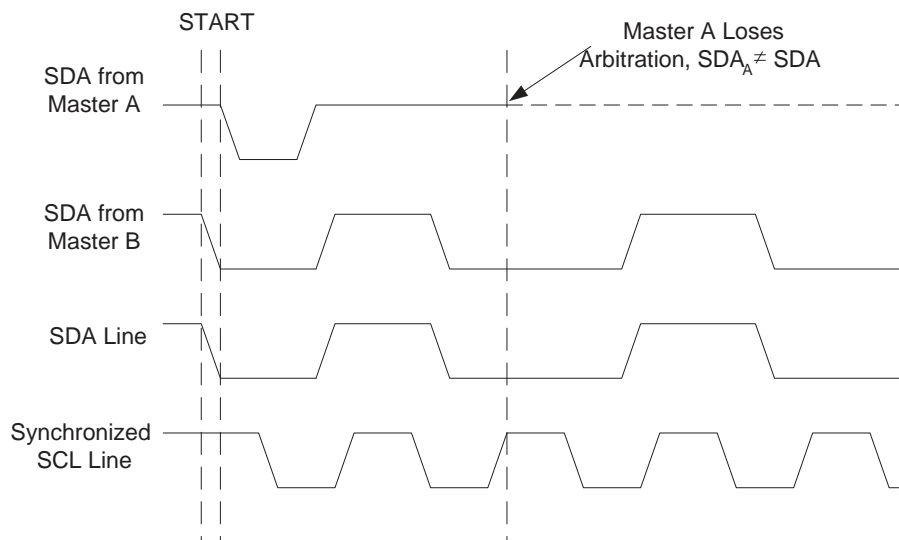 START
Master A Loses
Arbitration, SDA_A ≠ SDA
SDA from
Master A
SDA from
Master B
SDA Line
Synchronized
SCL Line